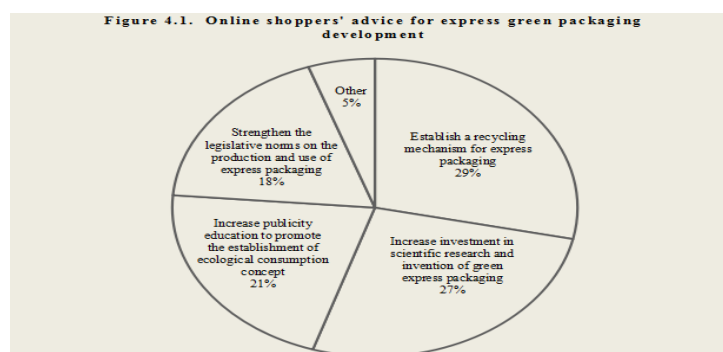 Figure 4.1. Online shoppers' advice for express green packaging
development
Other
5%
Establish a recycling
mechanism for express
packaging
29%
Strengthen the
legislative norms on the
production and use of
express packaging
18%
Increase publicity
education to promote
the establishment of
ecological consumption
concept
21%
Increase investment in
scientific research and
invention of green
express packaging
27%